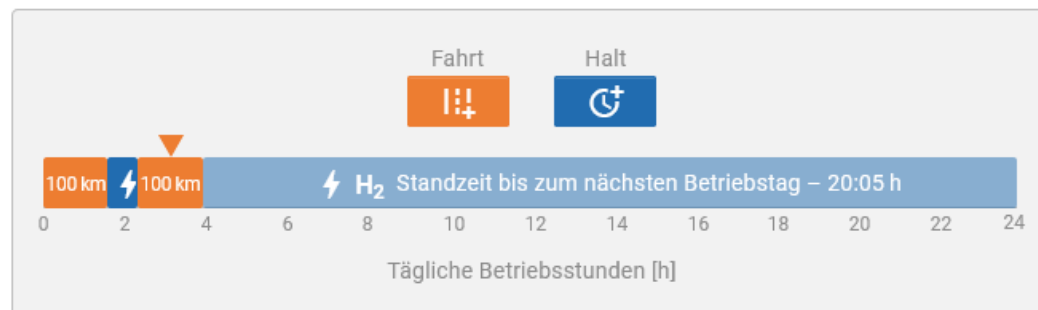 Fahrt Halt
100 km 100 km H₂ Standzeit bis zum nächsten Betriebstag – 20:05 h
0 2 4 6 8 10 12 14 16 18 20 22 24
Tägliche Betriebsstunden [h]